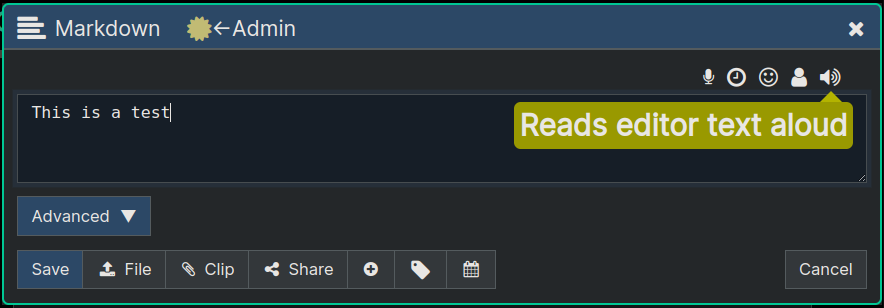 Markdown ←Admin
This is a test
Reads editor text aloud
Advanced ▼
Save File Clip Share Cancel